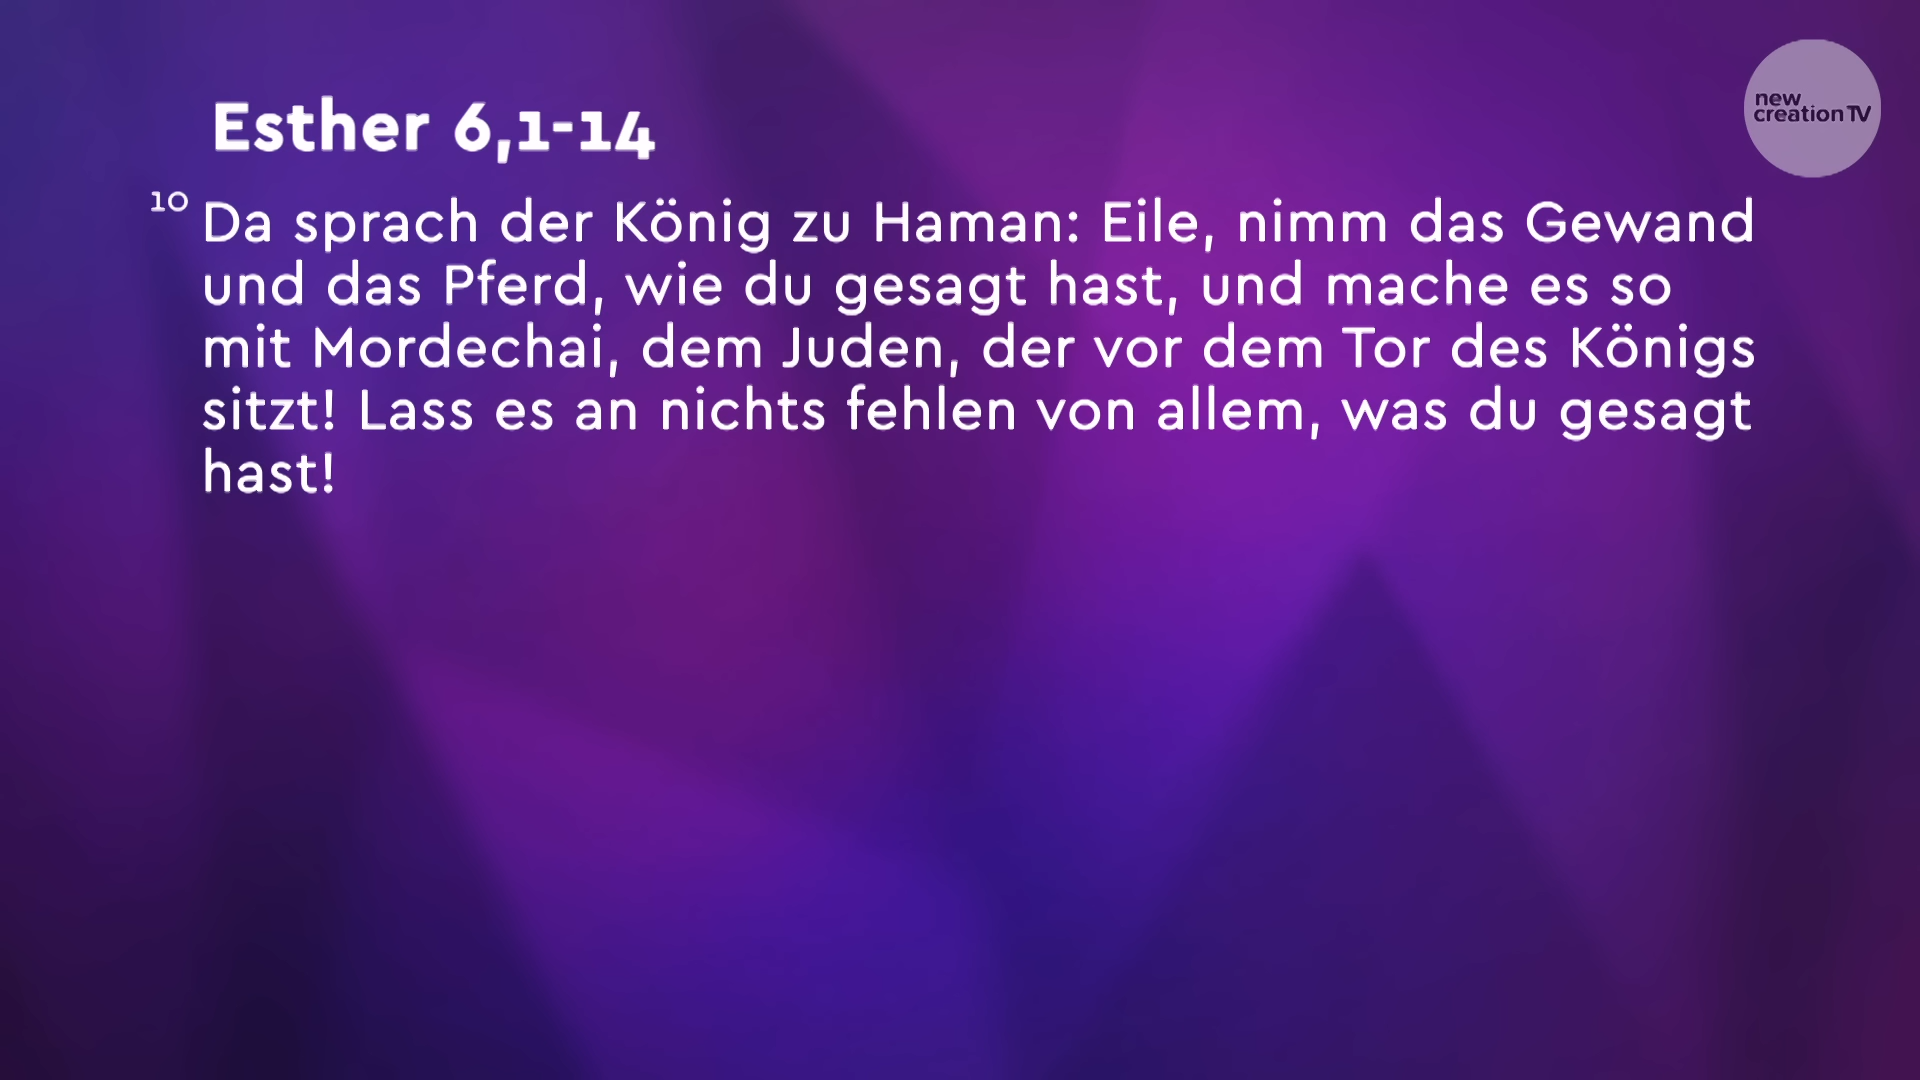 new
creation TV
Esther 6,1-14
10 Da sprach der König zu Haman: Eile, nimm das Gewand
und das Pferd, wie du gesagt hast, und mache es so
mit Mordechai, dem Juden, der vor dem Tor des Königs
sitzt! Lass es an nichts fehlen von allem, was du gesagt
hast!